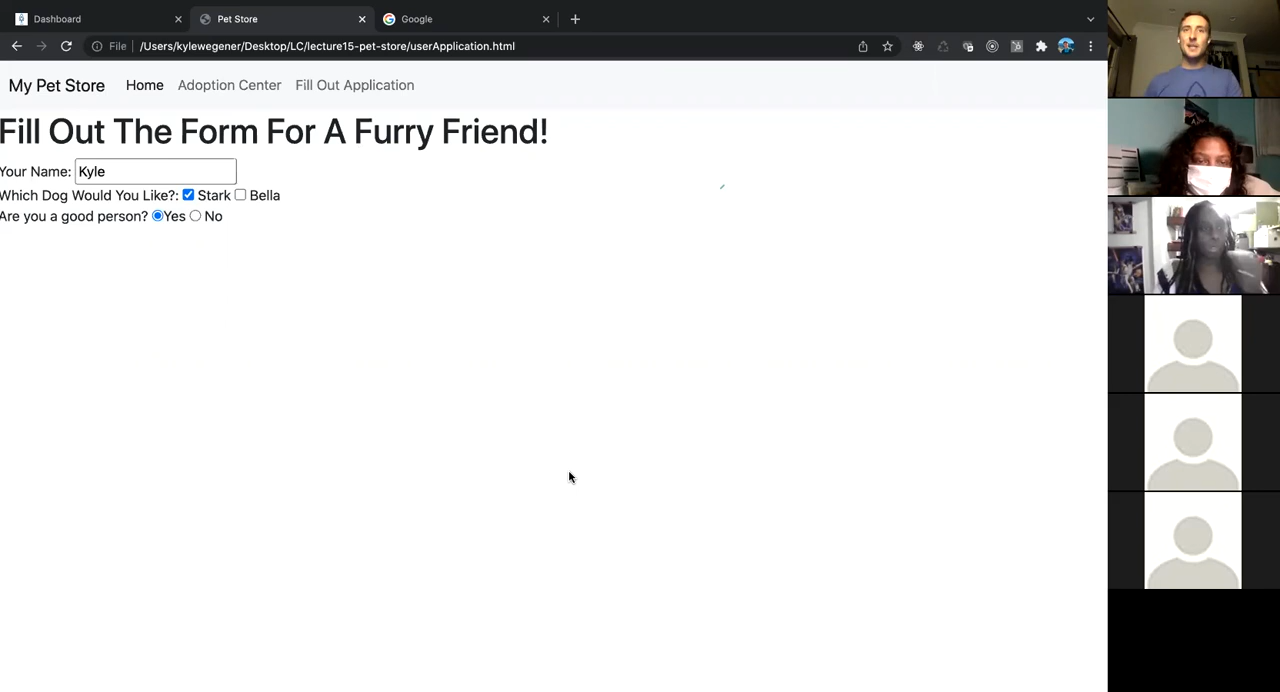 Dashboard
Pet Store
Google
File
/Users/kylewegener/Desktop/LC/lecture15-pet-store/userApplication.html
My Pet Store Home Adoption Center Fill Out Application
Fill Out The Form For A Furry Friend!
Your Name: Kyle
Which Dog Would You Like?: Stark Bella
Are you a good person? Yes No